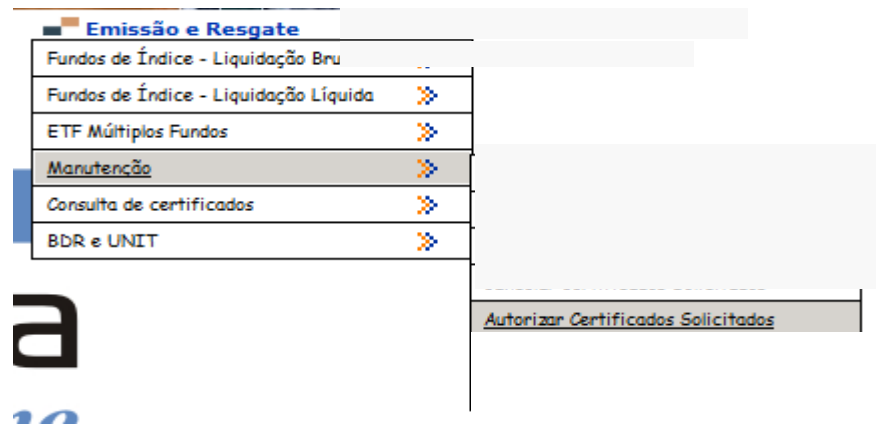 Emissão e Resgate
Fundos de Índice - Liquidação Bru
Fundos de Índice - Liquidação Líquida
ETF Múltiplos Fundos
Manutenção
Consulta de certificados
BDR e UNIT
Autorizar Certificados Solicitados
a